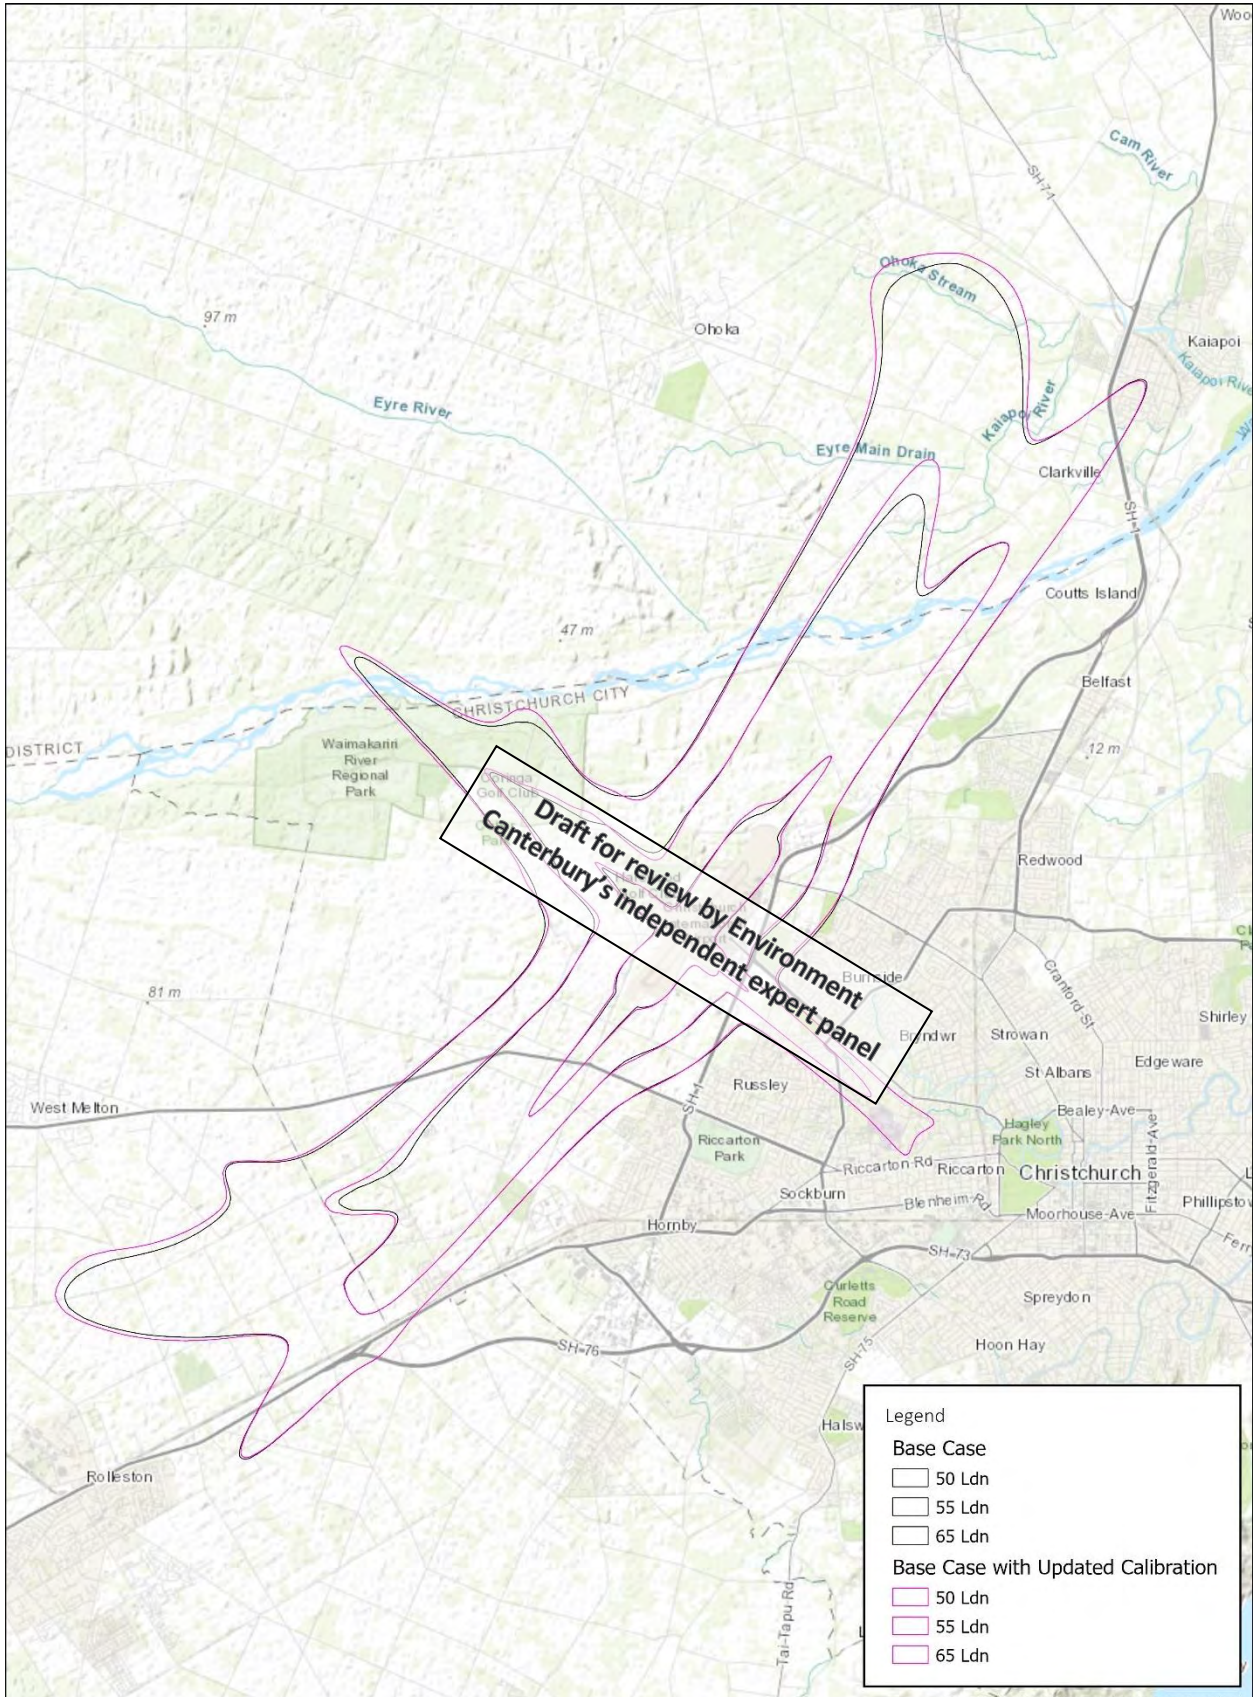 Cam River
SH-71
Ohoka Stream
97 m
Ohoka
Kaiapoi
Eyre River
Kaiapoi River
Eyre Main Drain
Clarkville
SH-1
Coutts Island
47 m
CHRISTCHURCH CITY
Belfast
DISTRICT
12 m
Waimakariri
River
Regional
Park
Draft for review by Environment
Canterbury's independent expert panel
Redwood
81 m
Burnside
Cranford St
Shirley
Bryndwr
Strowan
Edgeware
St Albans
Russley
West Melton
SH-1
Bealey-Ave
Hagley
Park North
Riccarton
Park
Riccarton-Rd
Riccarton
Christchurch
Fitzgerald-Ave
Sockburn
Blenheim-Rd
Moorhouse-Ave
Hornby
SH-73
Curletts
Road
Reserve
Spreydon
SH-76
SH-75
Hoon Hay
Rolleston
Tai-Tapu Rd
Legend
Base Case
50 Ldn
55 Ldn
65 Ldn
Base Case with Updated Calibration
50 Ldn
55 Ldn
65 Ldn